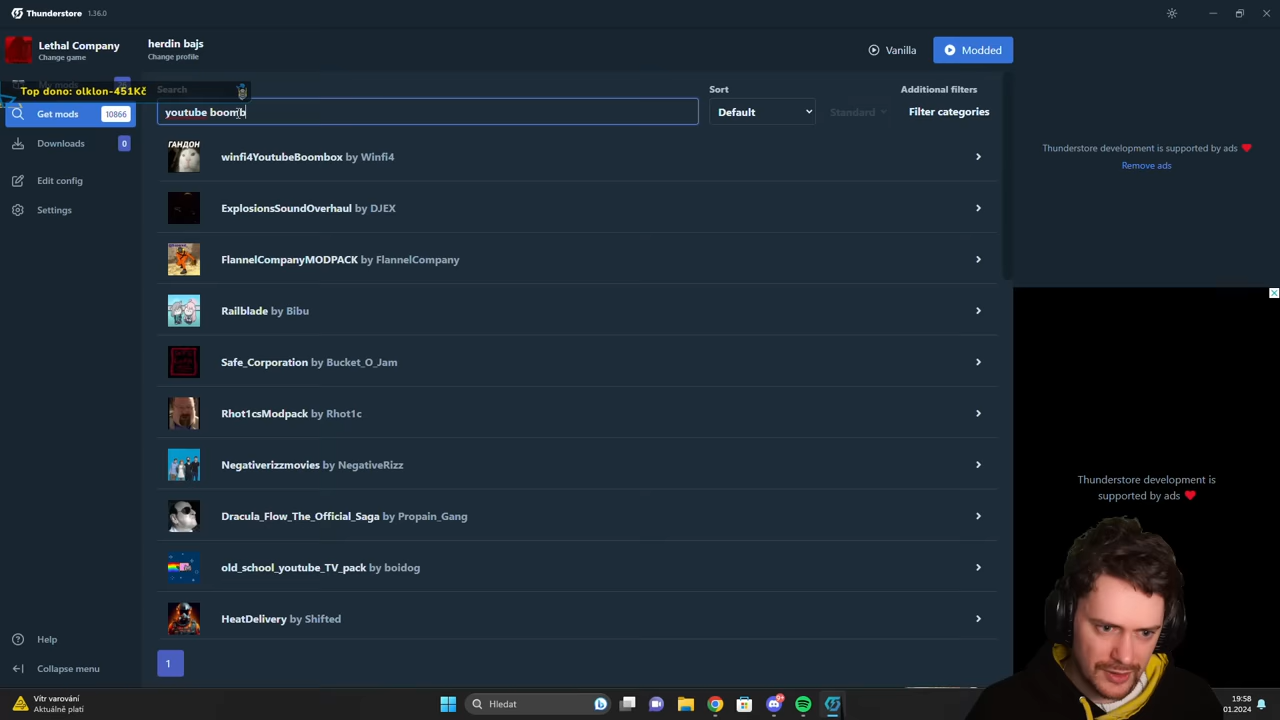 Thunderstore 1.36.0
Lethal Company
Change game
herdin bajs
Change profile
Vanilla
Modded
Top dono: olklon-451Kč
Get mods
10866
Downloads
0
Edit config
Settings
Help
Collapse menu
Search
youtube boomb
Sort
Default
Standard
Additional filters
Filter categories
ГАНДОН
winfi4YoutubeBoombox by Winfi4
ExplosionsSoundOverhaul by DJEX
FlannelCompanyMODPACK by FlannelCompany
Railblade by Bibu
Safe_Corporation by Bucket_O_Jam
Rhot1csModpack by Rhot1c
Negativerizzmovies by NegativeRizz
Dracula_Flow_The_Official_Saga by Propain_Gang
old_school_youtube_TV_pack by boidog
HeatDelivery by Shifted
1
Thunderstore development is supported by ads
Remove ads
Thunderstore development is
supported by ads
Vítr varování
Aktuálně platí
Hledat
19:58
01.2024